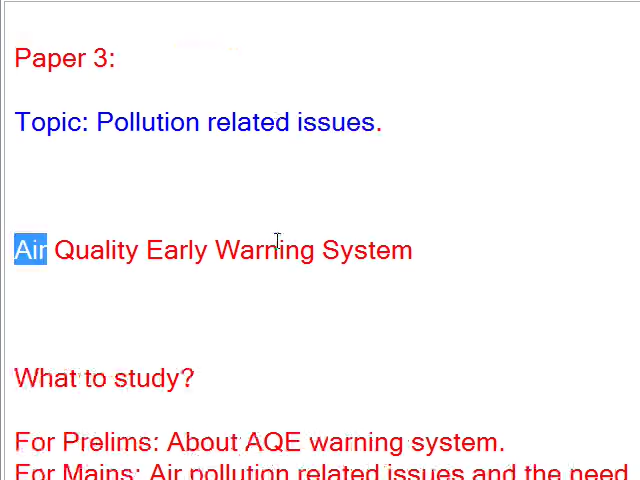 Paper 3:
Topic: Pollution related issues.
Air Quality Early Warning System
What to study?
For Prelims: About AQE warning system.
For Mains: Air pollution related issues and the need